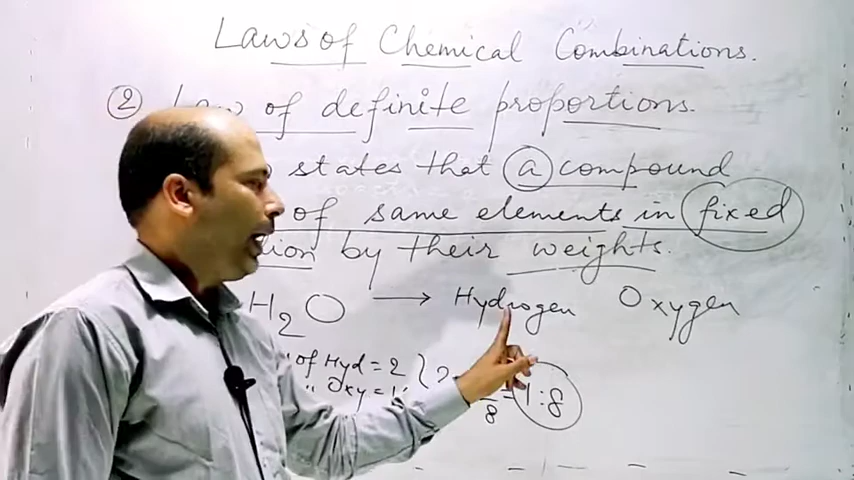 Laws of Chemical Combinations.
② Law of definite proportions.
states that a compound
of same elements in fixed
by their weights.
H2O → Hydrogen Oxygen
of Hyd = 2
" Oxy =
8 = 1:8